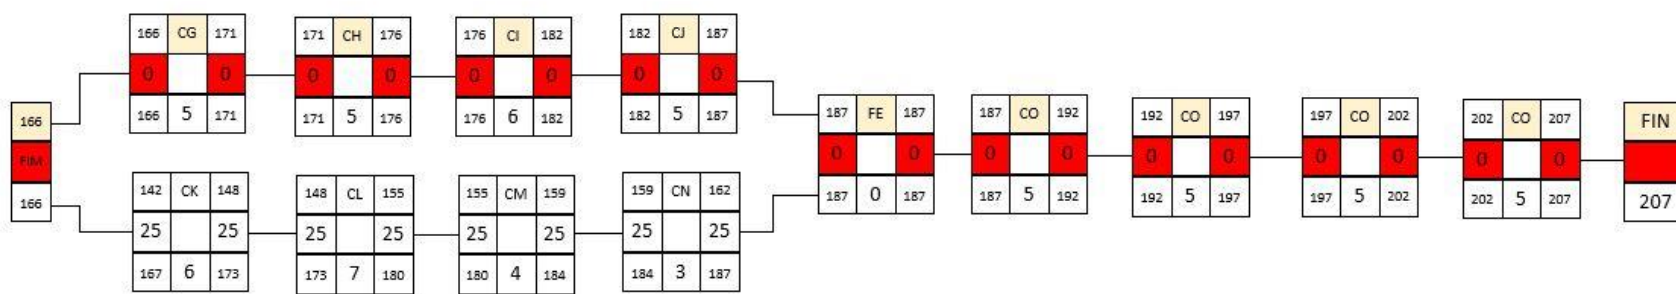 166 CG 171
0 0
166 5 171
171 CH 176
0 0
171 5 176
176 CI 182
0 0
176 6 182
182 CJ 187
0 0
182 5 187
166
FIM
166
142 CK 148
25 25
167 6 173
148 CL 155
25 25
173 7 180
155 CM 159
25 25
180 4 184
159 CN 162
25 25
184 3 187
187 FE 187
0 0
187 0 187
187 CO 192
0 0
187 5 192
192 CO 197
0 0
192 5 197
197 CO 202
0 0
197 5 202
202 CO 207
0 0
202 5 207
FIN
207